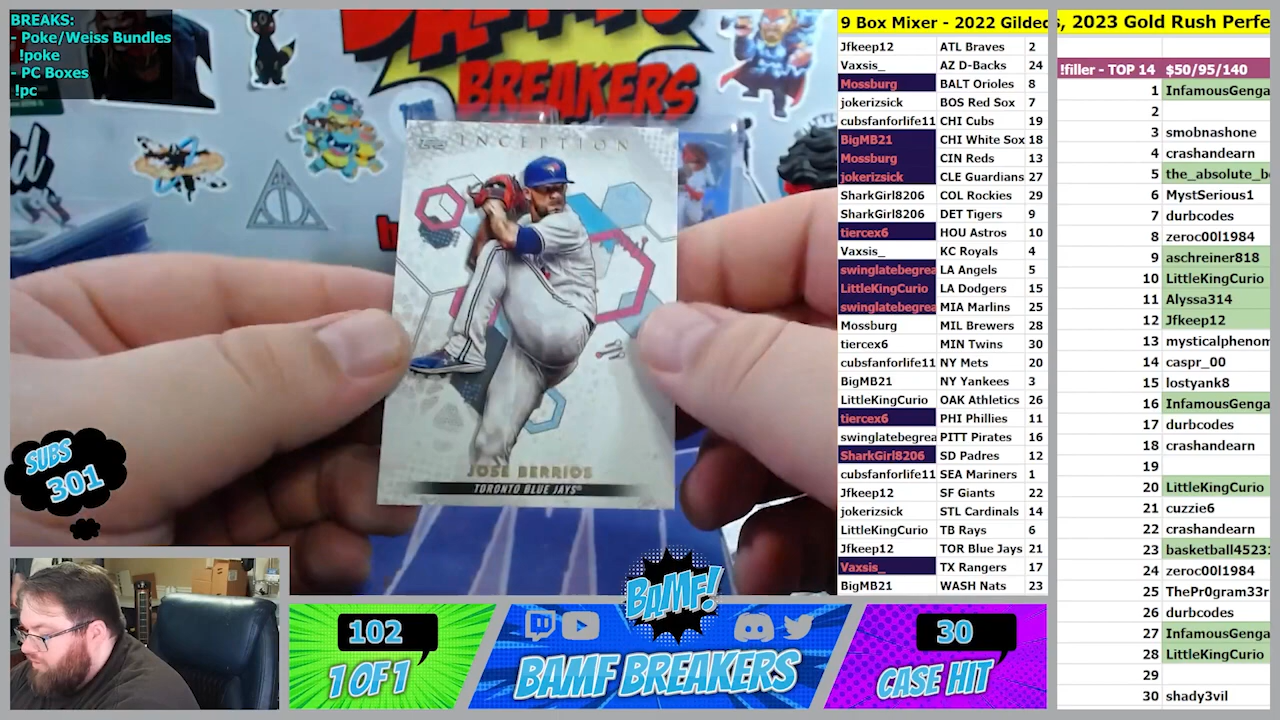 BREAKS:
- Poke/Weiss Bundles
!poke
- PC Boxes
!pc
BREAKERS
INCEPTION
JOSE BERRIOS
TORONTO BLUE JAYS
SUBS
301
9 Box Mixer - 2022 Gilded
Jfkeep12 ATL Braves 2
Vaxsis_ AZ D-Backs 24
Mossburg BALT Orioles 8
jokerizsick BOS Red Sox 7
cubsfanforlife11 CHI Cubs 19
BigMB21 CHI White Sox 18
Mossburg CIN Reds 13
jokerizsick CLE Guardians 27
SharkGirl8206 COL Rockies 29
SharkGirl8206 DET Tigers 9
tiercex6 HOU Astros 10
Vaxsis_ KC Royals 4
swinglatebegrea LA Angels 5
LittleKingCurio LA Dodgers 15
swinglatebegrea MIA Marlins 25
Mossburg MIL Brewers 28
tiercex6 MIN Twins 30
cubsfanforlife11 NY Mets 20
BigMB21 NY Yankees 3
LittleKingCurio OAK Athletics 26
tiercex6 PHI Phillies 11
swinglatebegrea PITT Pirates 16
SharkGirl8206 SD Padres 12
cubsfanforlife11 SEA Mariners 1
Jfkeep12 SF Giants 22
jokerizsick STL Cardinals 14
LittleKingCurio TB Rays 6
Jfkeep12 TOR Blue Jays 21
Vaxsis_ TX Rangers 17
BigMB21 WASH Nats 23
s, 2023 Gold Rush Perfe
!filler - TOP 14 $50/95/140
1 InfamousGenga
2
3 smobnashone
4 crashandearn
5 the_absolute_b
6 MystSerious1
7 durbcodes
8 zeroc00l1984
9 aschreiner818
10 LittleKingCurio
11 Alyssa314
12 Jfkeep12
13 mysticalphenom
14 caspr_00
15 lostyank8
16 InfamousGenga
17 durbcodes
18 crashandearn
19
20 LittleKingCurio
21 cuzzie6
22 crashandearn
23 basketball4523
24 zeroc00l1984
25 ThePr0gram33r
26 durbcodes
27 InfamousGenga
28 LittleKingCurio
29
30 shady3vil
BAMF!
102
1 OF 1
BAMF BREAKERS
30
CASE HIT